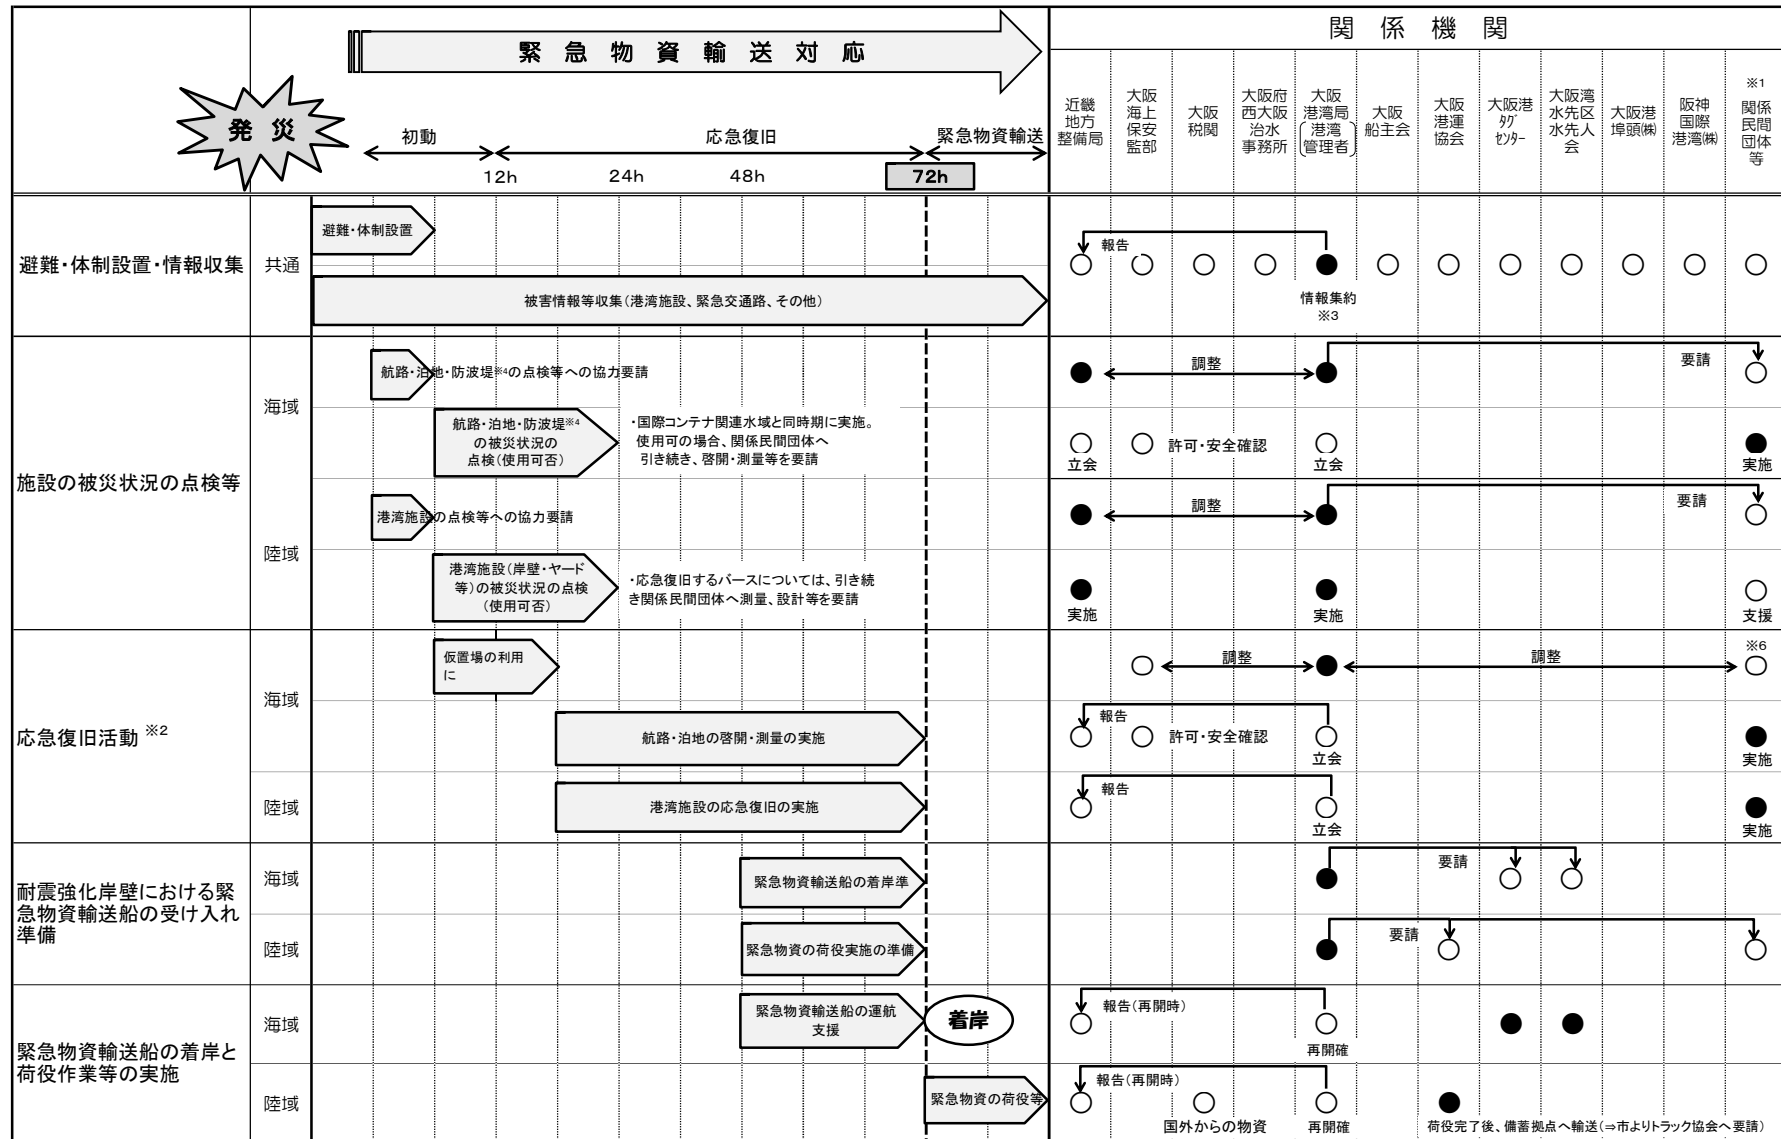 緊急物資輸送対応
関係機関
発災
初動
応急復旧
緊急物資輸送
12h
24h
48h
72h
近畿
地方
整備局
大阪
海上
保安
監部
大阪
税関
大阪府
西大阪
治水
事務所
大阪
港湾局
(港湾
管理者)
大阪
船主会
大阪
港運
協会
大阪港
タグ
センター
大阪湾
水先区
水先人
会
大阪港
埠頭㈱
阪神
国際
港湾㈱
※1
関係
民間
団体
等
避難・体制設置・情報収集
共通
避難・体制設置
被害情報等収集(港湾施設、緊急交通路、その他)
報告
情報集約
※3
施設の被災状況の点検等
海域
航路・泊地・防波堤※4の点検等への協力要請
調整
要請
航路・泊地・防波堤※4
の被災状況の
点検(使用可否)
・国際コンテナ関連水域と同時期に実施。
使用可の場合、関係民間団体へ
引き続き、啓開・測量等を要請
立会
許可・安全確認
立会
実施
陸域
港湾施設の点検等への協力要請
調整
要請
港湾施設(岸壁・ヤード
等)の被災状況の点検
(使用可否)
・応急復旧するバースについては、引き続
き関係民間団体へ測量、設計等を要請
実施
実施
支援
応急復旧活動 ※2
海域
仮置場の利用
に
調整
調整
※6
航路・泊地の啓開・測量の実施
報告
許可・安全確認
立会
実施
陸域
港湾施設の応急復旧の実施
報告
立会
実施
耐震強化岸壁における緊
急物資輸送船の受け入れ
準備
海域
緊急物資輸送船の着岸準
要請
陸域
緊急物資の荷役実施の準備
要請
緊急物資輸送船の着岸と
荷役作業等の実施
海域
緊急物資輸送船の運航
支援
着岸
報告(再開時)
再開確
陸域
緊急物資の荷役等
報告(再開時)
国外からの物資
再開確
荷役完了後、備蓄拠点へ輸送(⇒市よりトラック協会へ要請)